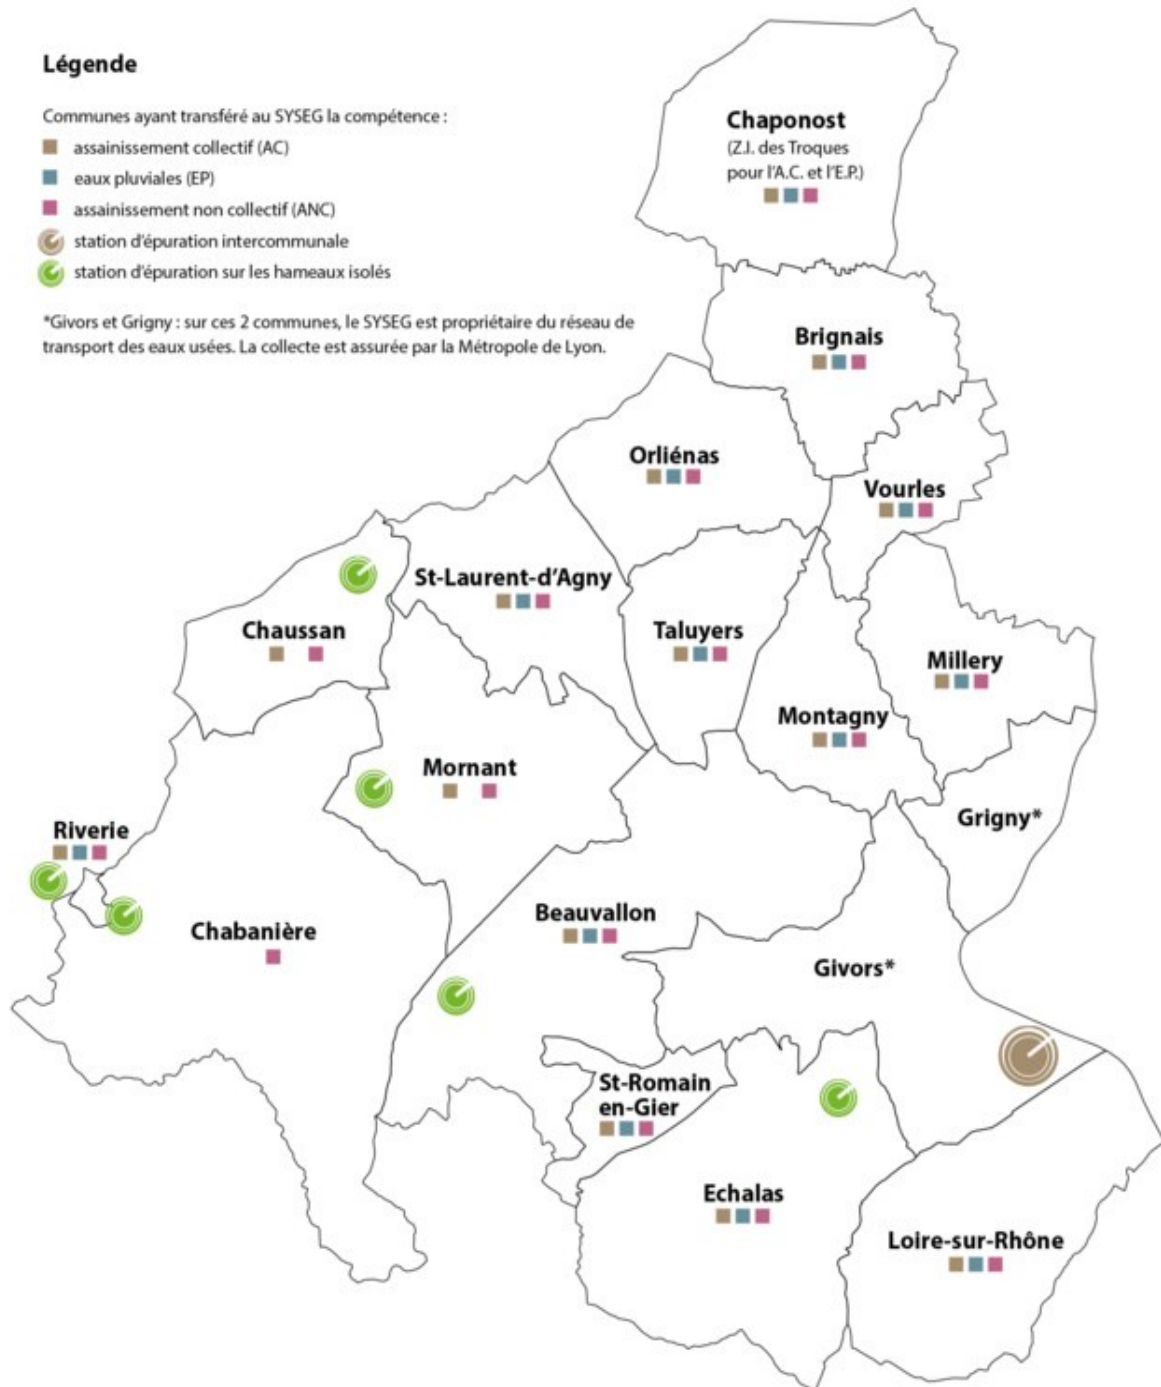 Légende
Communes ayant transféré au SYSEG la compétence :
assainissement collectif (AC)
eaux pluviales (EP)
assainissement non collectif (ANC)
station d'épuration intercommunale
station d'épuration sur les hameaux isolés
*Givors et Grigny : sur ces 2 communes, le SYSEG est propriétaire du réseau de
transport des eaux usées. La collecte est assurée par la Métropole de Lyon.
Chaponost
(Z.I. des Troques
pour l'A.C. et l'E.P.)
Brignais
Orliénas
Vourles
St-Laurent-d'Agny
Chaussan
Taluyers
Millery
Montagny
Mornant
Grigny*
Riverie
Beauvallon
Chabanière
Givors*
St-Romain
en-Gier
Echalas
Loire-sur-Rhône